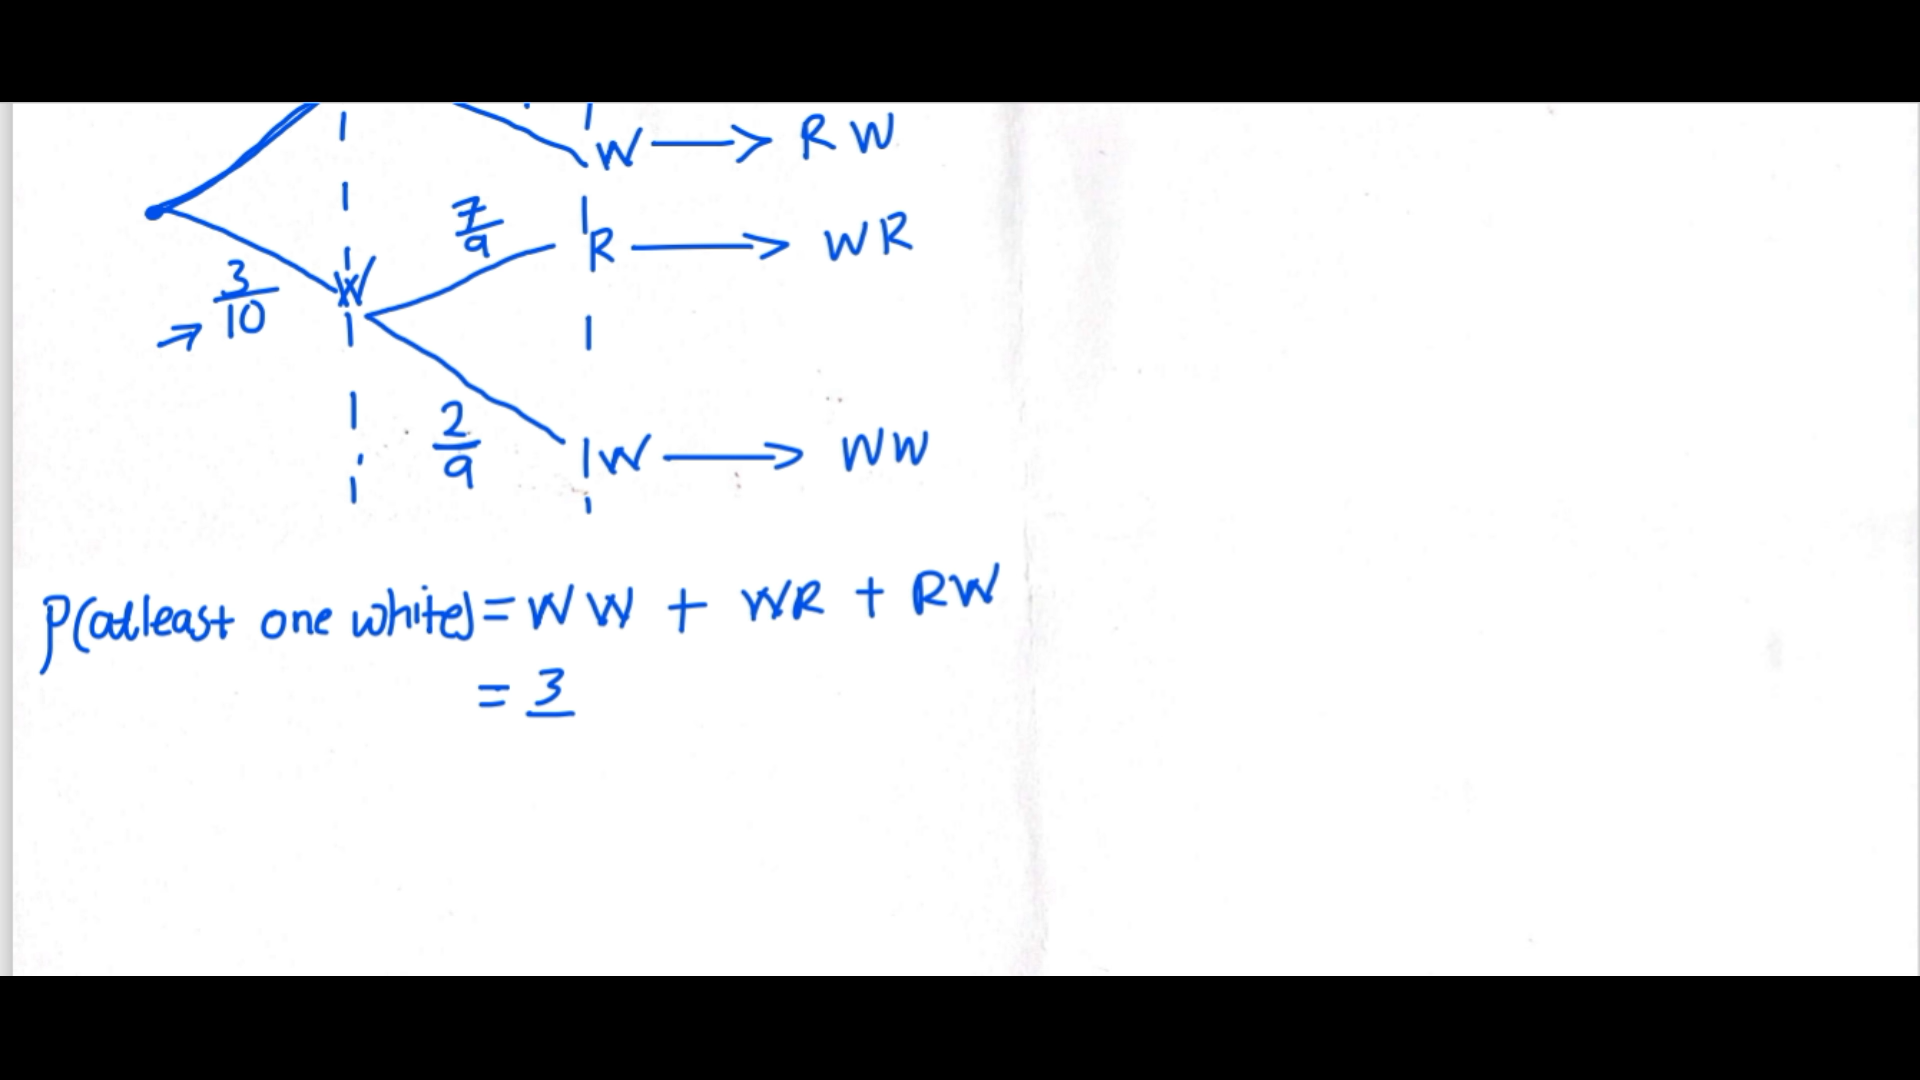 W → RW
7/9
R → WR
W
3/10
→
2/9
W → WW
P(atleast one white) = WW + WR + RW
= 3